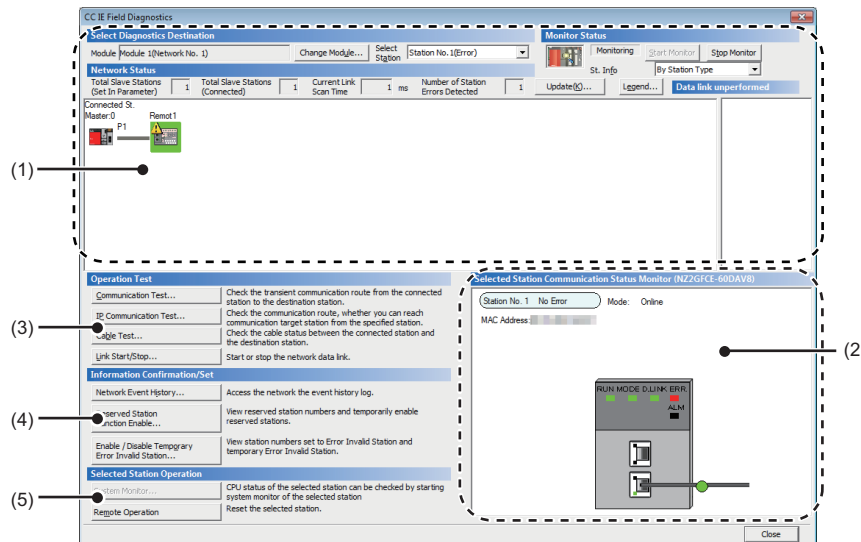 CC IE Field Diagnostics
Select Diagnostics Destination
Monitor Status
Module Module 1(Network No. 1)
Change Module...
Select Station
Station No.1(Error)
Monitoring
Start Monitor
Stop Monitor
St. Info
By Station Type
Network Status
Total Slave Stations (Set In Parameter) 1
Total Slave Stations (Connected) 1
Current Link Scan Time 1 ms
Number of Station Errors Detected 1
Update(K)...
Legend...
Data link unperformed
Connected St.
Master:0
Remot1
P1
(1)
Operation Test
Communication Test...
Check the transient communication route from the connected
station to the destination station.
IP Communication Test...
Check the communication route, whether you can reach
communication target station from the specified station.
(3)
Cable Test...
Check the cable status between the connected station and
the destination station.
Link Start/Stop...
Start or stop the network data link.
Information Confirmation/Set
Network Event History...
Access the network the event history log.
(4)
Reserved Station
Function Enable...
View reserved station numbers and temporarily enable
reserved stations.
Enable / Disable Temporary
Error Invalid Station...
View station numbers set to Error Invalid Station and
temporary Error Invalid Station.
Selected Station Operation
(5)
System Monitor...
CPU status of the selected station can be checked by starting
system monitor of the selected station
Remote Operation
Reset the selected station.
Selected Station Communication Status Monitor (NZ2GFCE-60DAV8)
Station No. 1 No Error
Mode: Online
MAC Address:
(2
RUN MODE D.LINK ERR.
ALM
Close